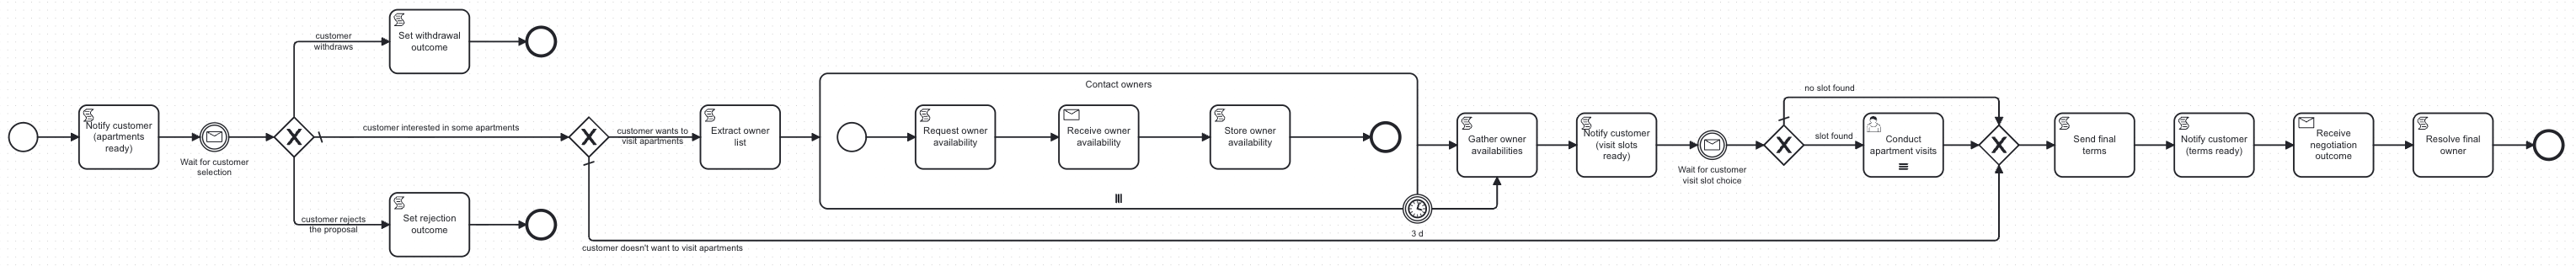 customer
withdraws
Set withdrawal
outcome
Notify customer
(apartments
ready)
Wait for customer
selection
customer interested in some apartments
customer rejects
the proposal
Set rejection
outcome
customer wants to
visit apartments
customer doesn't want to visit apartments
Extract owner
list
Contact owners
Request owner
availability
Receive owner
availability
Store owner
availability
3 d
Gather owner
availabilities
Notify customer
(visit slots
ready)
Wait for customer
visit slot choice
no slot found
slot found
Conduct
apartment visits
Send final
terms
Notify customer
(terms ready)
Receive
negotiation
outcome
Resolve final
owner